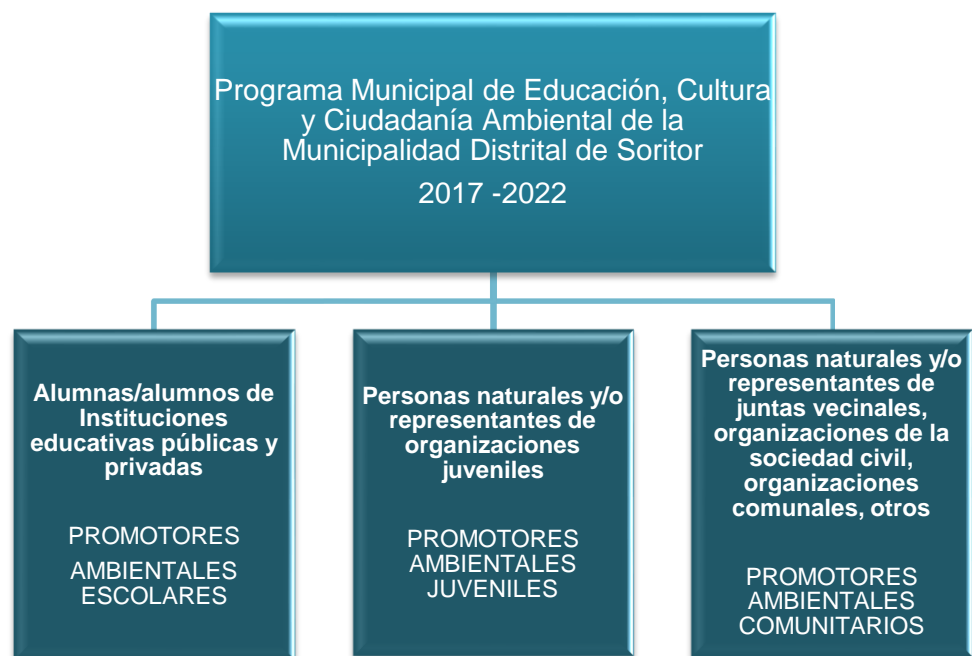 Programa Municipal de Educación, Cultura
y Ciudadanía Ambiental de la
Municipalidad Distrital de Soritor
2017 -2022
Alumnas/alumnos de
Instituciones
educativas públicas y
privadas
PROMOTORES
AMBIENTALES
ESCOLARES
Personas naturales y/o
representantes de
organizaciones
juveniles
PROMOTORES
AMBIENTALES
JUVENILES
Personas naturales y/o
representantes de
juntas vecinales,
organizaciones de la
sociedad civil,
organizaciones
comunales, otros
PROMOTORES
AMBIENTALES
COMUNITARIOS